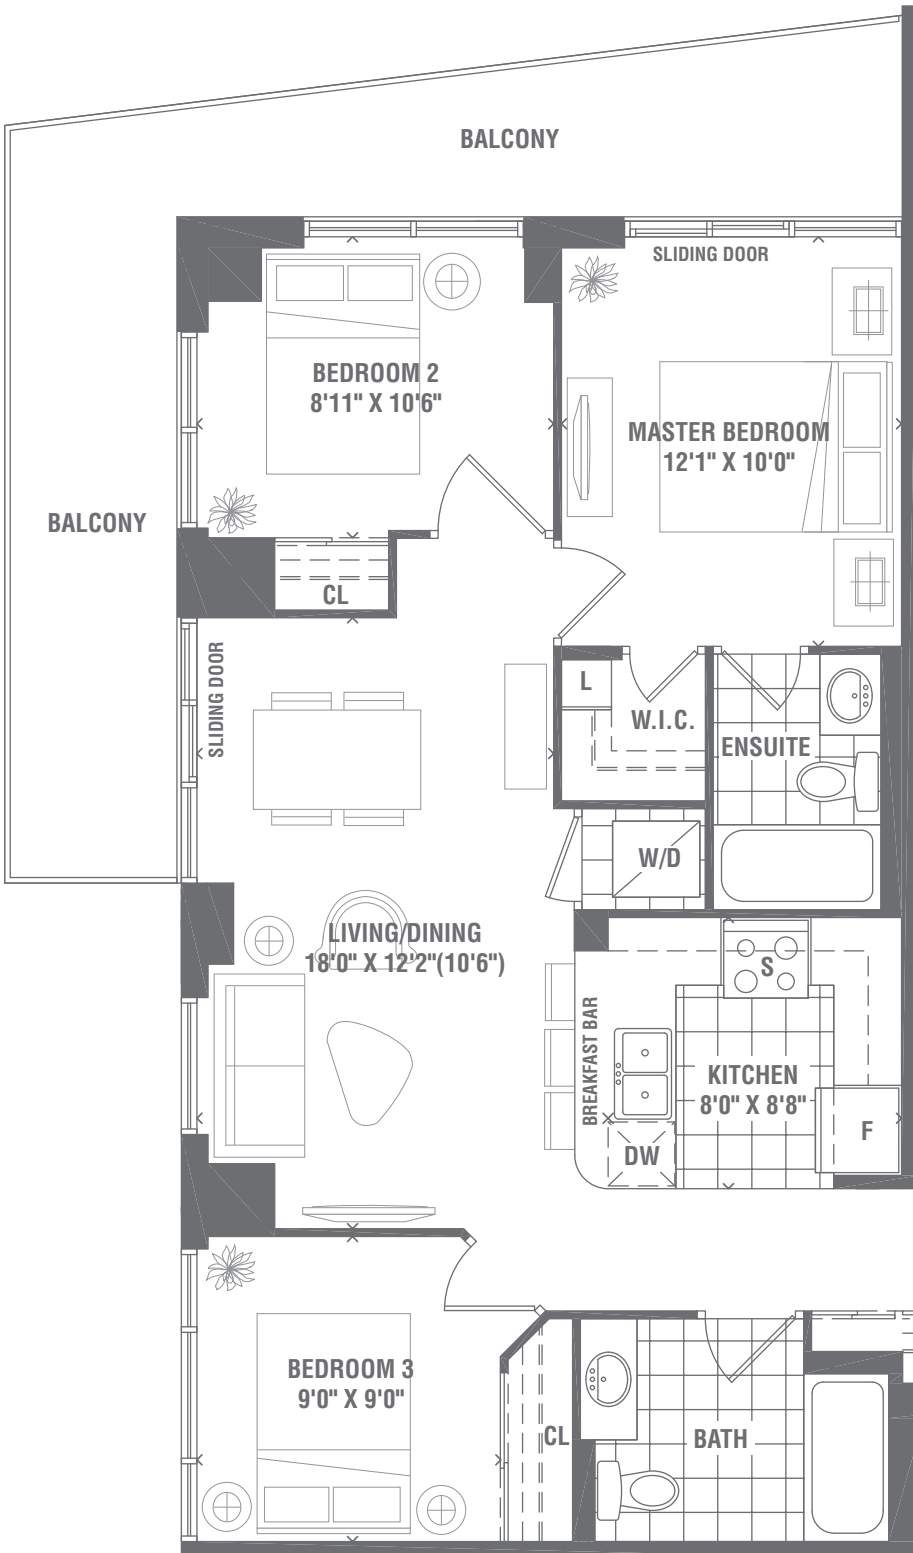 BALCONY
SLIDING DOOR
BEDROOM 2
8'11" X 10'6"
MASTER BEDROOM
12'1" X 10'0"
BALCONY
CL
SLIDING DOOR
L
W.I.C.
ENSUITE
W/D
LIVING/DINING
18'0" X 12'2"(10'6")
S
BREAKFAST BAR
KITCHEN
8'0" X 8'8"
F
DW
BEDROOM 3
9'0" X 9'0"
CL
BATH